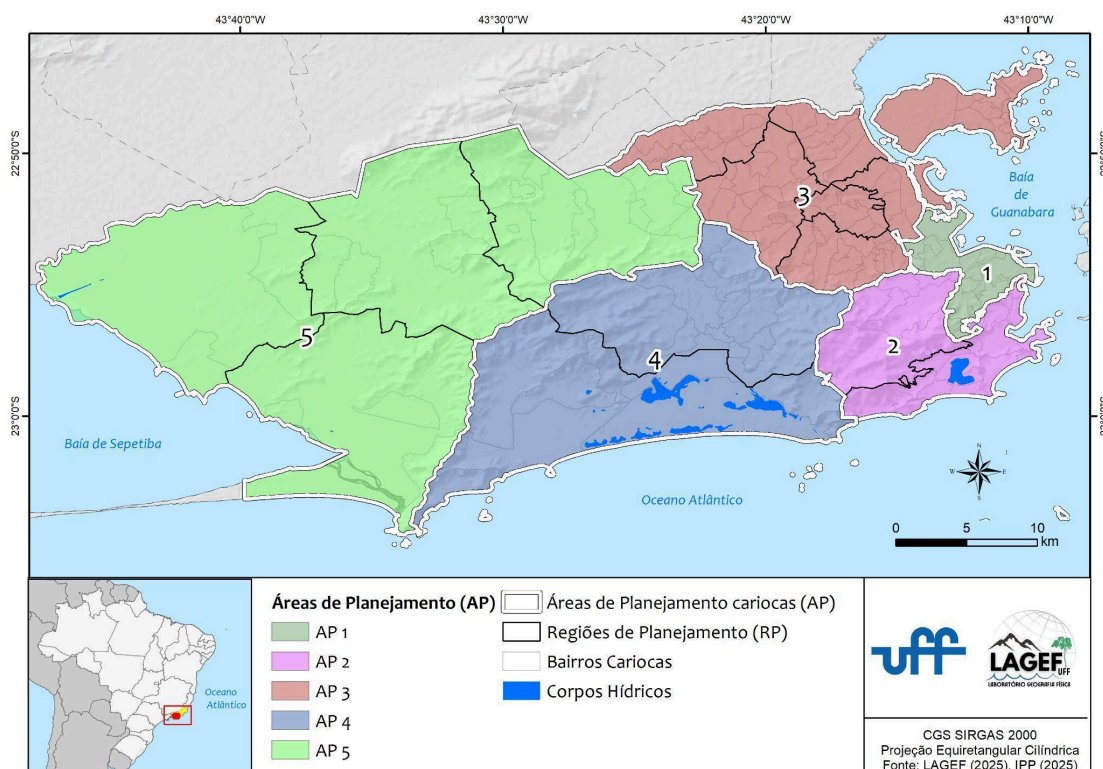 43°40'0"W
43°30'0"W
43°20'0"W
43°10'0"W
22°50'0"S
23°0'0"S
Baía
de
Guanabara
3
1
2
5
4
Baía de Sepetiba
Oceano Atlântico
N
W
E
S
0
5
10
km
Oceano
Atlântico
Áreas de Planejamento (AP)
AP 1
AP 2
AP 3
AP 4
AP 5
Áreas de Planejamento cariocas (AP)
Regiões de Planejamento (RP)
Bairros Cariocas
Corpos Hídricos
uff
LAGEF
UFF
LABORATÓRIO GEOGRAFIA FÍSICA
CGS SIRGAS 2000
Projeção Equiretangular Cilíndrica
Fonte: LAGEF (2025), IPP (2025)